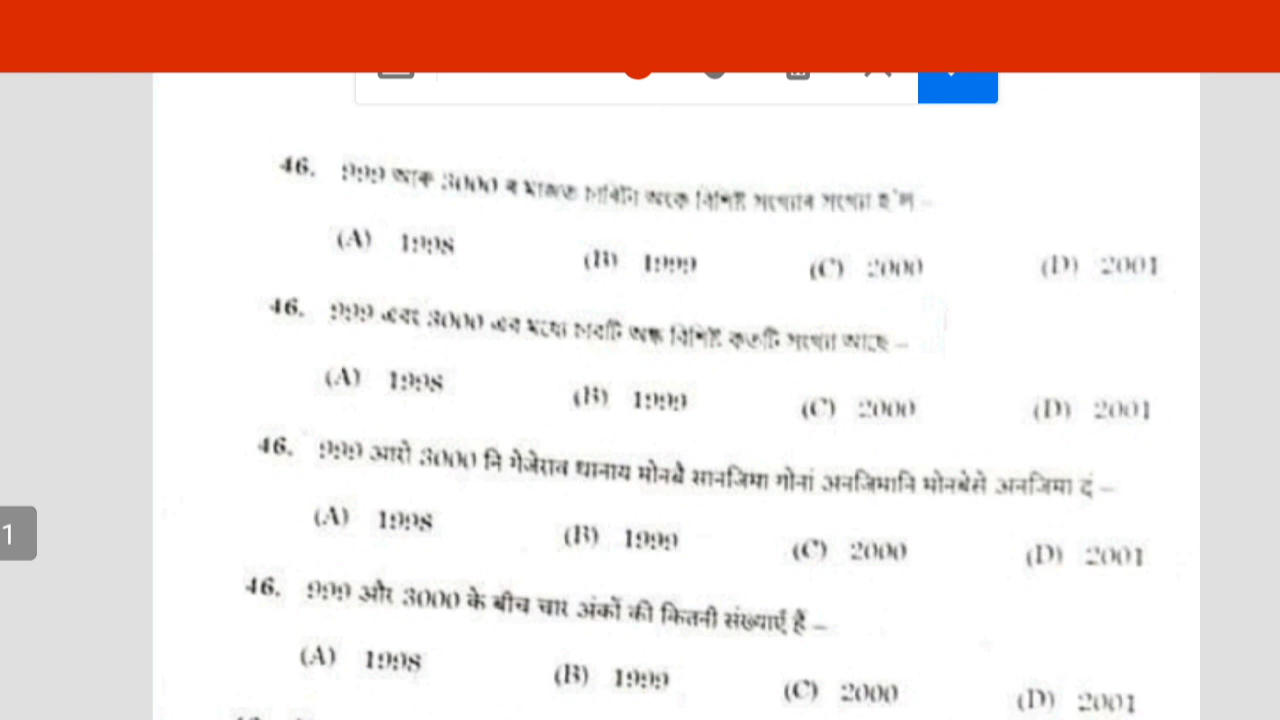 46. 999 আৰু 3000 ৰ মাজত চাৰিটা অংক বিশিষ্ট সংখ্যাৰ সংখ্যা হ'ল –
(A) 1998 (B) 1999 (C) 2000 (D) 2001
46. 999 এবং 3000 এর মধ্যে চারটি অঙ্ক বিশিষ্ট কতটি সংখ্যা আছে –
(A) 1998 (B) 1999 (C) 2000 (D) 2001
46. 999 आरो 3000 नि गेजेराव थानाय मोनबै सानजिमा गोनां अनजिमानि मोनबेसे अनजिमा दं –
(A) 1998 (B) 1999 (C) 2000 (D) 2001
46. 999 और 3000 के बीच चार अंकों की कितनी संख्याएँ हैं –
(A) 1998 (B) 1999 (C) 2000 (D) 2001
1